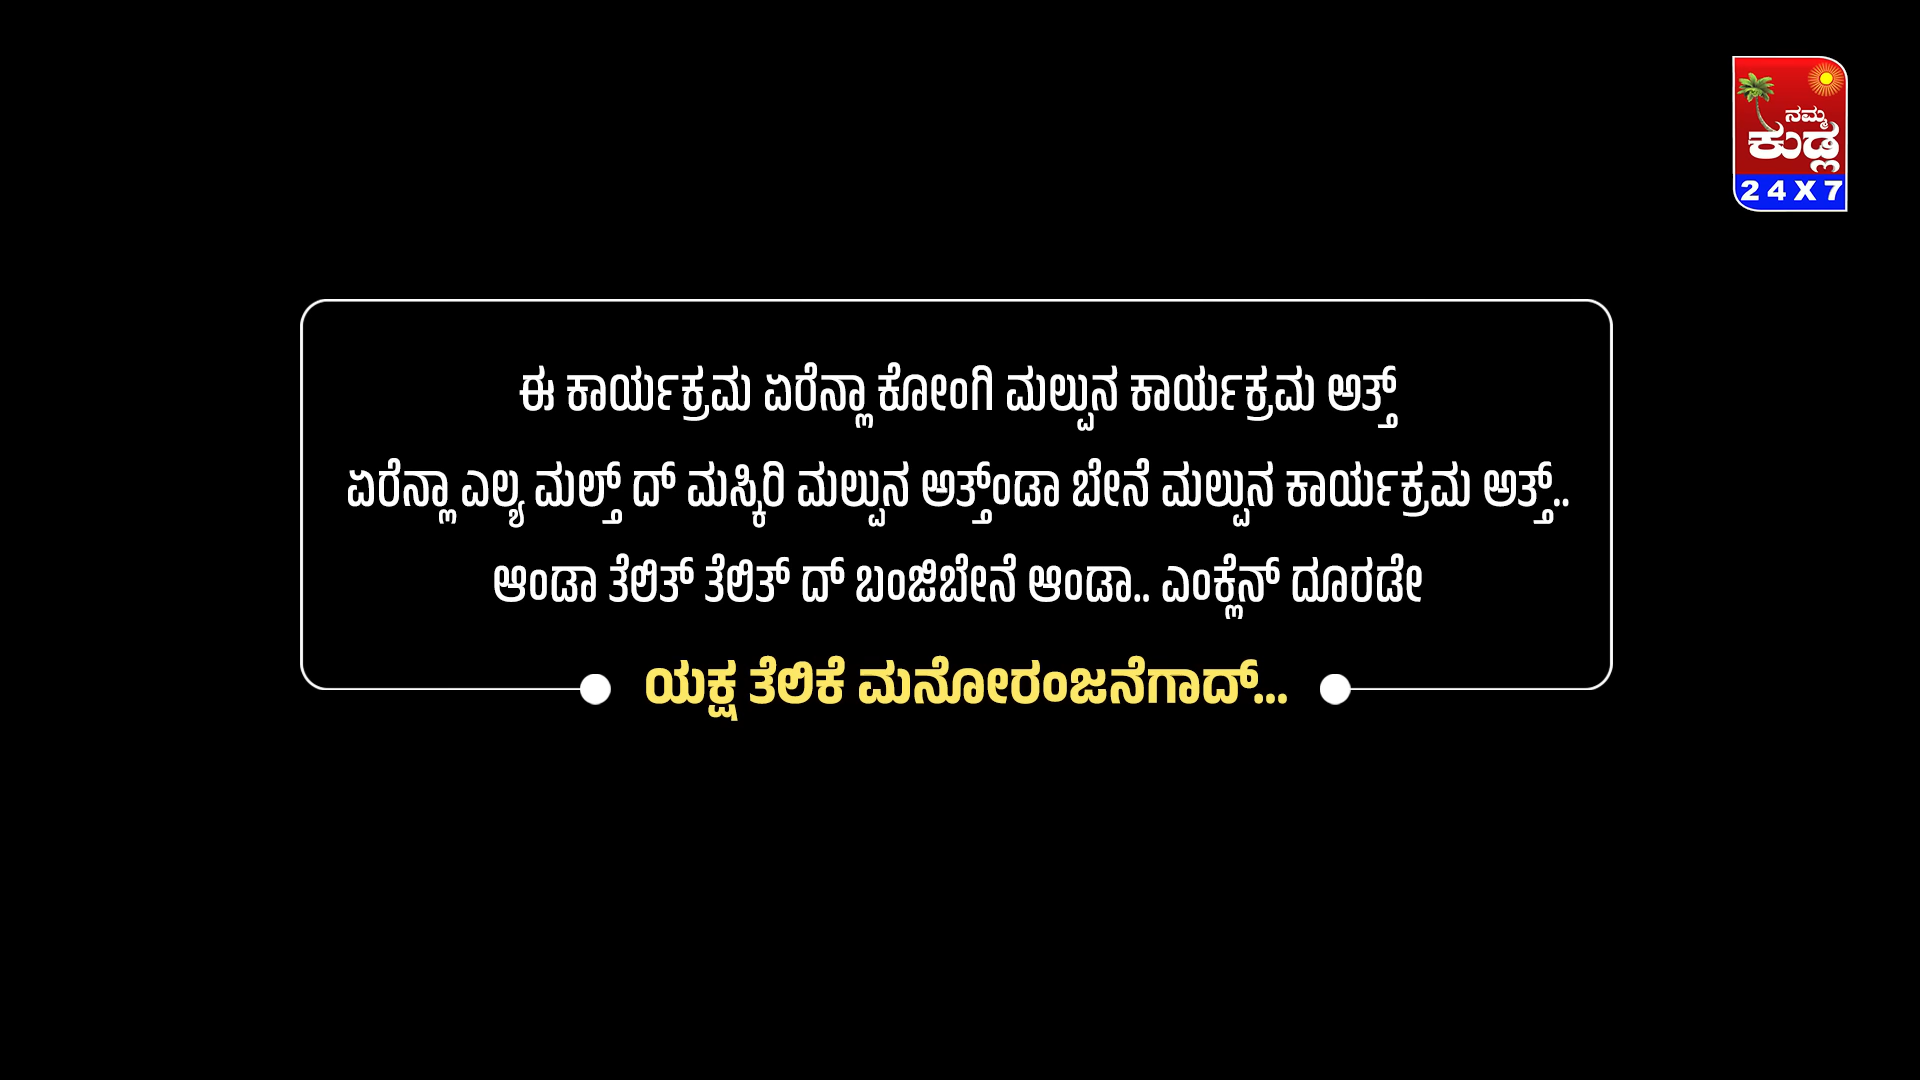 ನಮ್ಮ
ಕುಡ್ಲ
24X7
ಈ ಕಾರ್ಯಕ್ರಮ ಏರೆನ್ಲಾ ಕೋಂಗಿ ಮಲ್ಪುನ ಕಾರ್ಯಕ್ರಮ ಅತ್ತ್
ಏರೆನ್ಲಾ ಎಲ್ಯ ಮಲ್ತ್ ದ್ ಮಸ್ಕಿರಿ ಮಲ್ಪುನ ಅತ್ತ್ಂಡಾ ಬೇನೆ ಮಲ್ಪುನ ಕಾರ್ಯಕ್ರಮ ಅತ್ತ್..
ಆಂಡಾ ತೆಲಿತ್ ತೆಲಿತ್ ದ್ ಬಂಜಿಬೇನೆ ಆಂಡಾ.. ಎಂಕ್ಲೆನ್ ದೂರಡೇ
ಯಕ್ಷ ತೆಲಿಕೆ ಮನೋರಂಜನೆಗಾದ್...